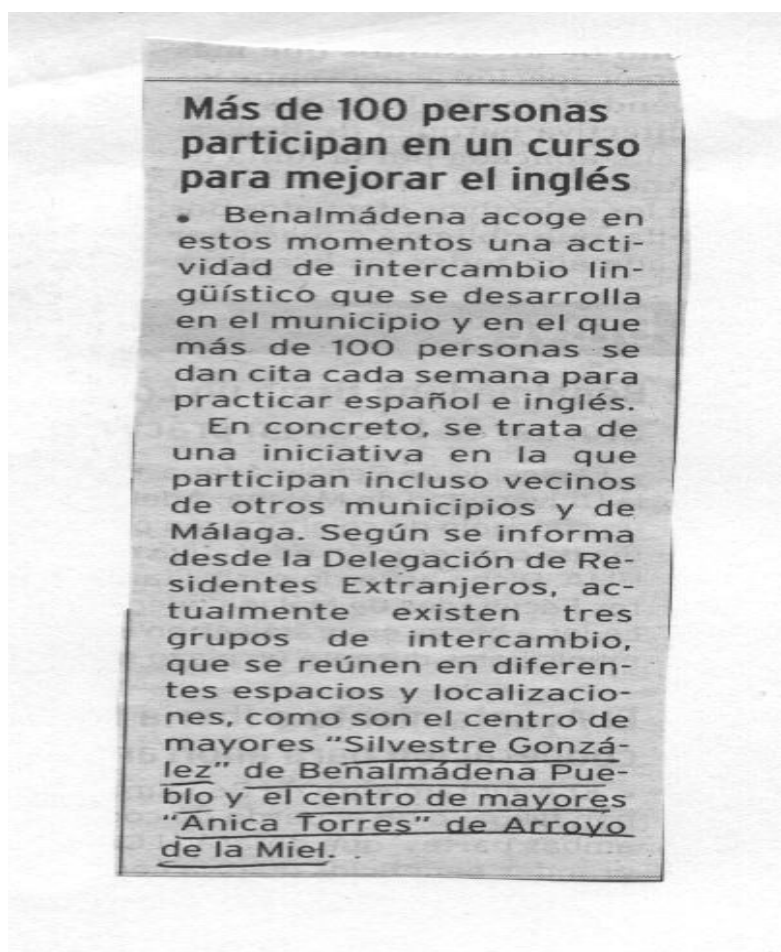 Más de 100 personas
participan en un curso
para mejorar el inglés
• Benalmádena acoge en
estos momentos una acti-
vidad de intercambio lin-
güístico que se desarrolla
en el municipio y en el que
más de 100 personas se
dan cita cada semana para
practicar español e inglés.
En concreto, se trata de
una iniciativa en la que
participan incluso vecinos
de otros municipios y de
Málaga. Según se informa
desde la Delegación de Re-
sidentes Extranjeros, ac-
tualmente existen tres
grupos de intercambio,
que se reúnen en diferen-
tes espacios y localizacio-
nes, como son el centro de
mayores "Silvestre Gonzá-
lez" de Benalmádena Pue-
blo y el centro de mayores
"Anica Torres" de Arroyo
de la Miel.